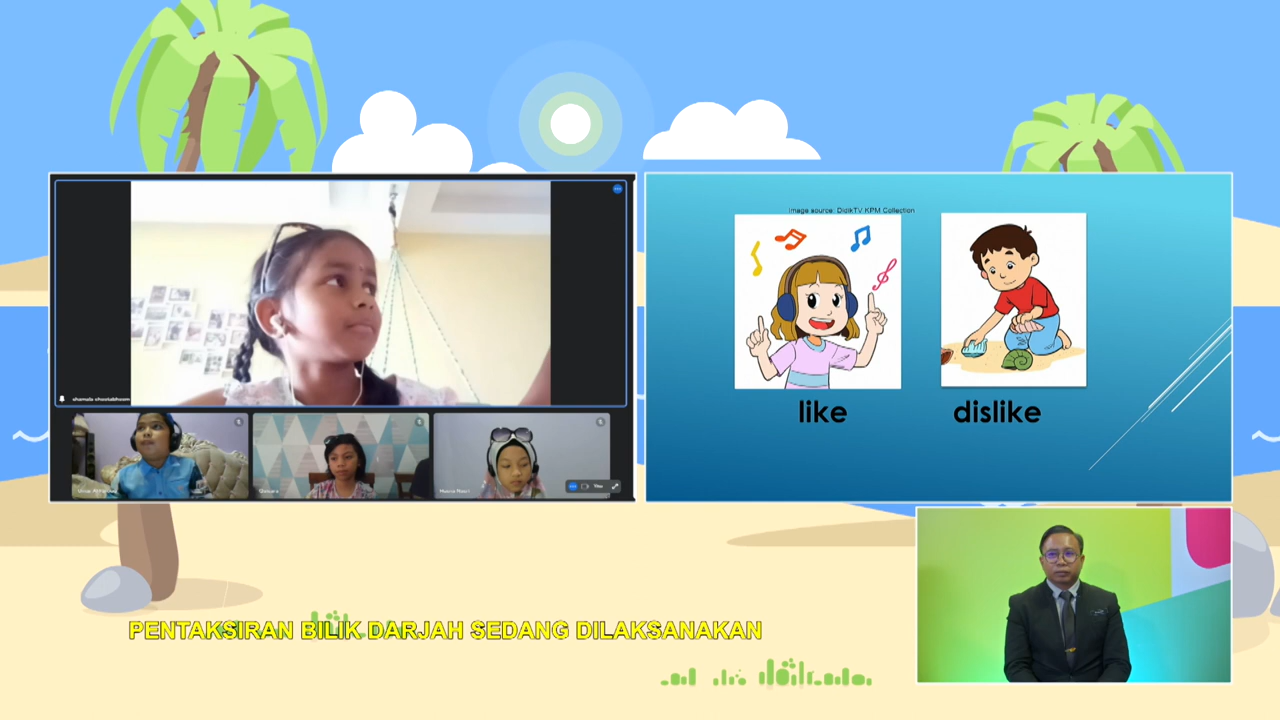 Image source: DidikTV KPM Collection
like
dislike
PENTAKSIRAN BILIK DARJAH SEDANG DILAKSANAKAN